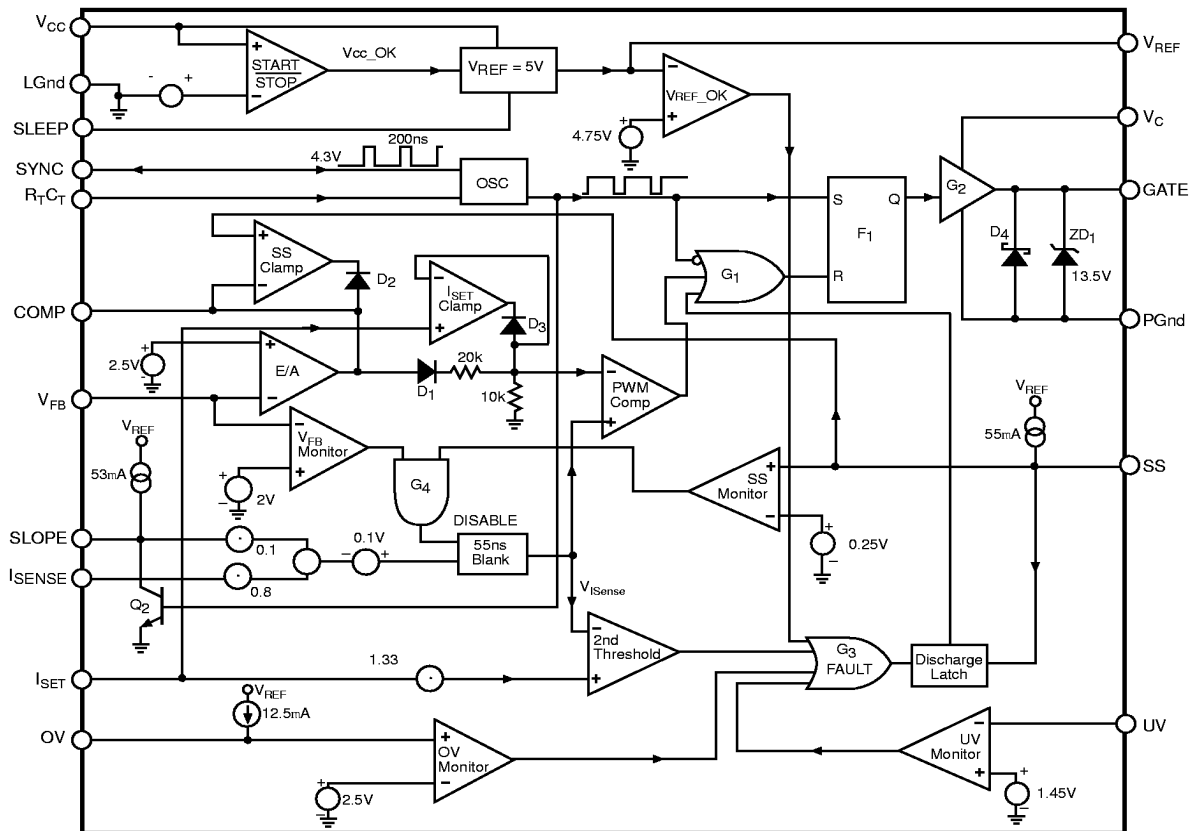 VCC
LGnd
SLEEP
SYNC
RTCT
COMP
VFB
SLOPE
ISENSE
ISET
OV
VREF
VC
GATE
PGnd
SS
UV
START
STOP
+
-
- +
Vcc_OK
VREF = 5V
VREF_OK
-
+
+
4.75V
4.3V
200ns
OSC
S
Q
F1
R
G2
D4
ZD1
13.5V
G1
+
SS
Clamp
-
D2
-
ISET
Clamp
+
D3
+
2.5V
-
+
E/A
-
D1
20k
10k
-
PWM
Comp
+
VREF
55mA
VREF
53mA
-
VFB
Monitor
+
+
2V
-
G4
+
SS
Monitor
-
+
0.25V
-
DISABLE
55ns
Blank
0.1
0.8
0.1V
- +
VISense
Q2
-
2nd
Threshold
+
1.33
G3
FAULT
Discharge
Latch
VREF
12.5mA
+
OV
Monitor
-
+
2.5V
-
-
UV
Monitor
+
+
1.45V
-